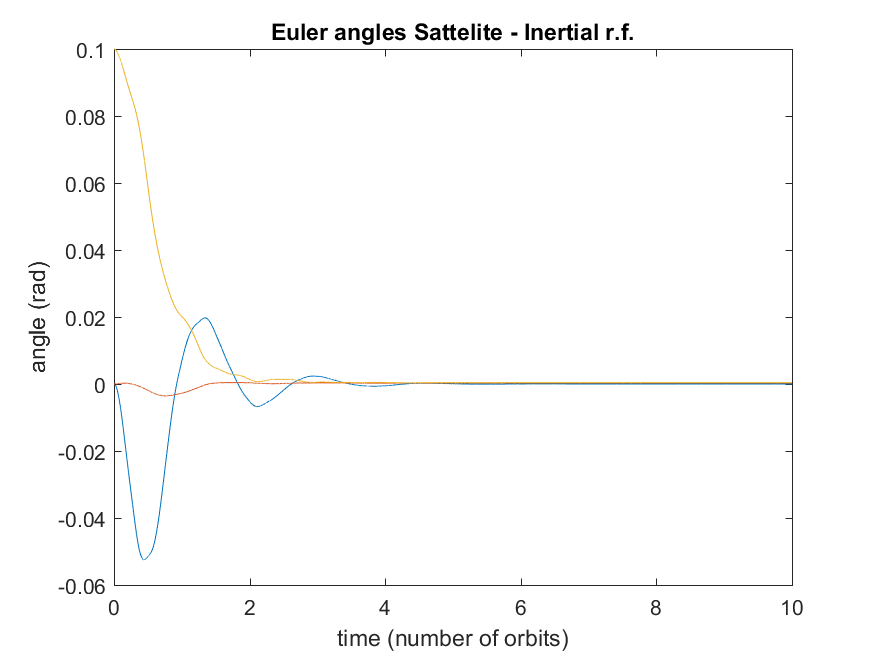 Euler angles Sattelite - Inertial r.f.
0.1
0.08
0.06
0.04
0.02
0
-0.02
-0.04
-0.06
angle (rad)
0 2 4 6 8 10
time (number of orbits)